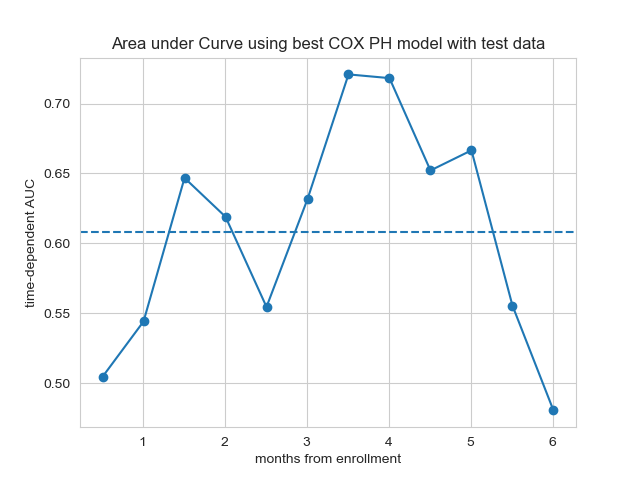 Area under Curve using best COX PH model with test data
time-dependent AUC
0.70
0.65
0.60
0.55
0.50
1 2 3 4 5 6
months from enrollment